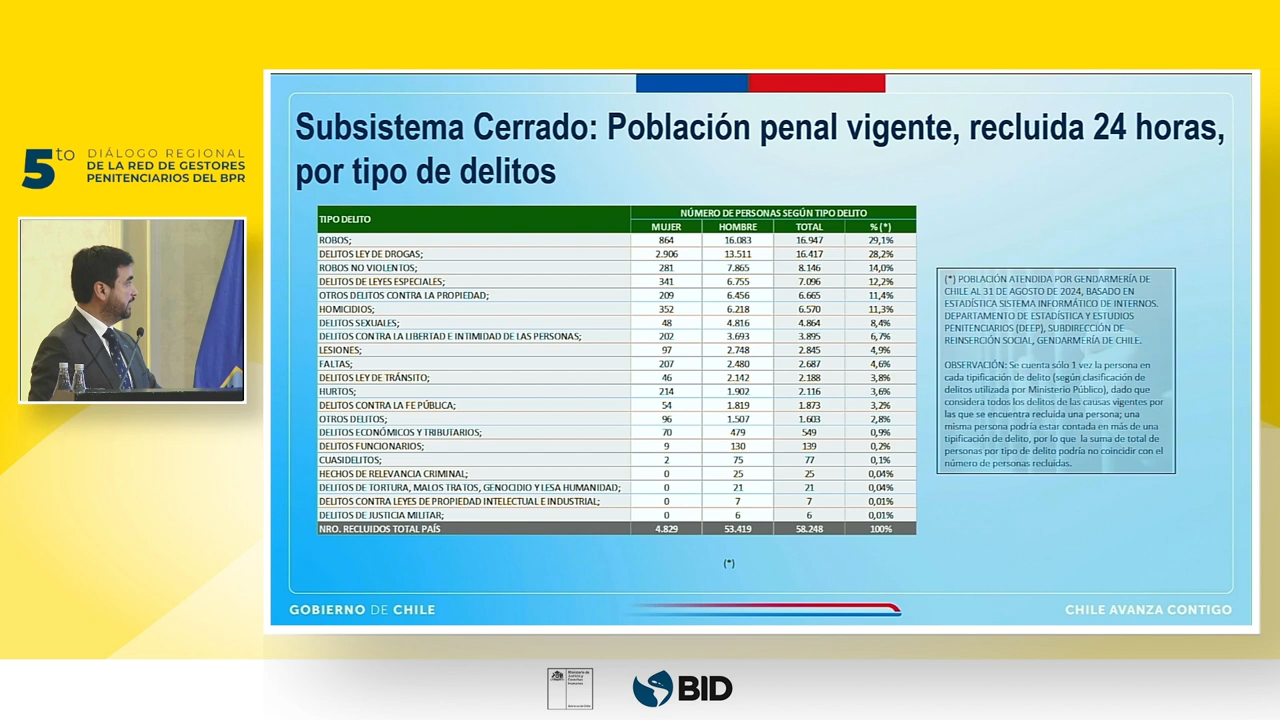 5to DIÁLOGO REGIONAL
DE LA RED DE GESTORES
PENITENCIARIOS DEL BPR
Subsistema Cerrado: Población penal vigente, recluida 24 horas,
por tipo de delitos
TIPO DELITO NÚMERO DE PERSONAS SEGÚN TIPO DELITO
MUJER HOMBRE TOTAL % (*)
ROBOS; 864 16.083 16.947 29,1%
DELITOS LEY DE DROGAS; 2.906 13.511 16.417 28,2%
ROBOS NO VIOLENTOS; 281 7.865 8.146 14,0%
DELITOS DE LEYES ESPECIALES; 341 6.755 7.096 12,2%
OTROS DELITOS CONTRA LA PROPIEDAD; 209 6.456 6.665 11,4%
HOMICIDIOS; 352 6.218 6.570 11,3%
DELITOS SEXUALES; 48 4.816 4.864 8,4%
DELITOS CONTRA LA LIBERTAD E INTIMIDAD DE LAS PERSONAS; 202 3.693 3.895 6,7%
LESIONES; 97 2.748 2.845 4,9%
FALTAS; 207 2.480 2.687 4,6%
DELITOS LEY DE TRÁNSITO; 46 2.142 2.188 3,8%
HURTOS; 214 1.902 2.116 3,6%
DELITOS CONTRA LA FE PÚBLICA; 54 1.819 1.873 3,2%
OTROS DELITOS; 96 1.507 1.603 2,8%
DELITOS ECONÓMICOS Y TRIBUTARIOS; 70 479 549 0,9%
DELITOS FUNCIONARIOS; 9 130 139 0,2%
CUASIDELITOS; 2 75 77 0,1%
HECHOS DE RELEVANCIA CRIMINAL; 0 25 25 0,04%
DELITOS DE TORTURA, MALOS TRATOS, GENOCIDIO Y LESA HUMANIDAD; 0 21 21 0,04%
DELITOS CONTRA LEYES DE PROPIEDAD INTELECTUAL E INDUSTRIAL; 0 7 7 0,01%
DELITOS DE JUSTICIA MILITAR; 0 6 6 0,01%
NRO. RECLUIDOS TOTAL PAÍS 4.829 53.419 58.248 100%
(*)
(*) POBLACIÓN ATENDIDA POR GENDARMERÍA DE
CHILE AL 31 DE AGOSTO DE 2024, BASADO EN
ESTADÍSTICA SISTEMA INFORMÁTICO DE INTERNOS.
DEPARTAMENTO DE ESTADÍSTICA Y ESTUDIOS
PENITENCIARIOS (DEEP), SUBDIRECCIÓN DE
REINSERCIÓN SOCIAL, GENDARMERÍA DE CHILE.
OBSERVACIÓN: Se cuenta sólo 1 vez la persona en
cada tipificación de delito (según clasificación de
delitos utilizada por Ministerio Público), dado que
considera todos los delitos de las causas vigentes por
las que se encuentra recluida una persona; una
misma persona podría estar contada en más de una
tipificación de delito, por lo que la suma de total de
personas por tipo de delito podría no coincidir con el
número de personas recluidas.
GOBIERNO DE CHILE
CHILE AVANZA CONTIGO
BID